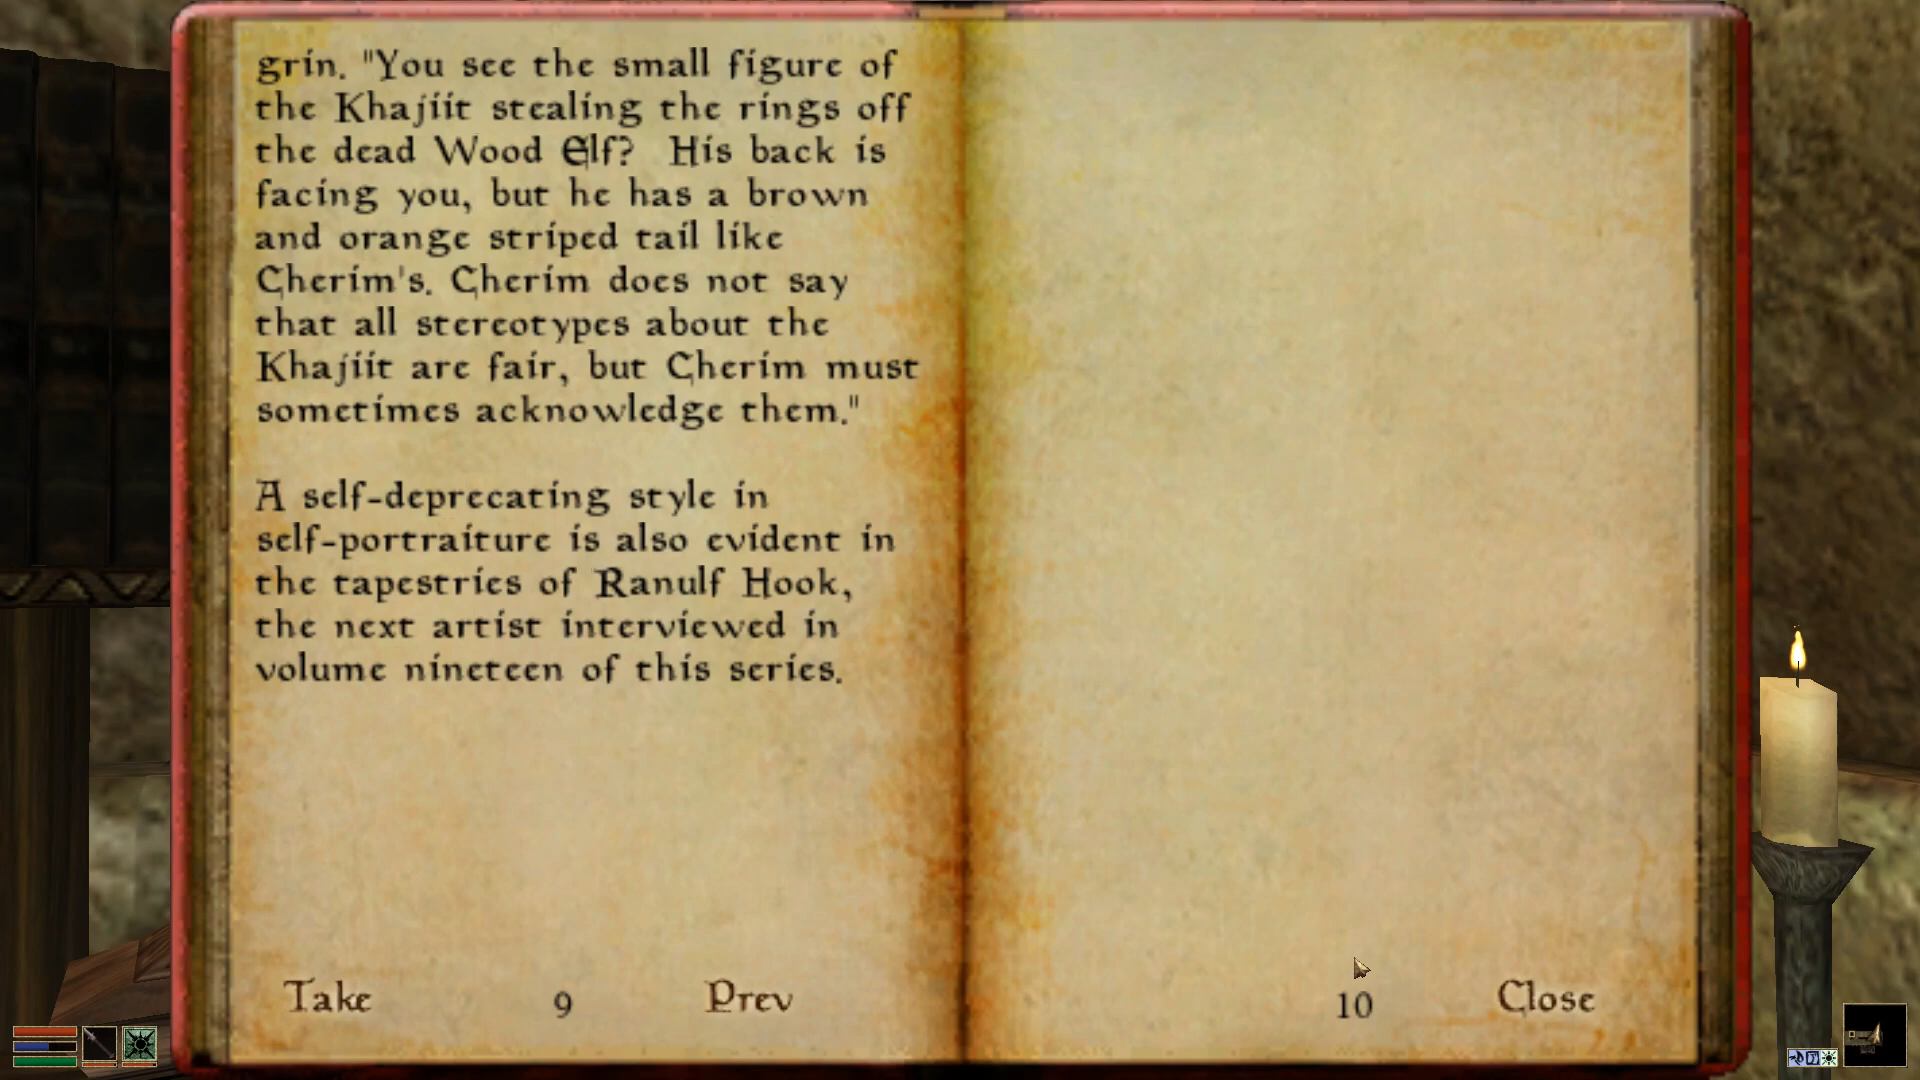 grin. "You see the small figure of
the Khajiit stealing the rings off
the dead Wood Elf?  His back is
facing you, but he has a brown
and orange striped tail like
Cherim's. Cherim does not say
that all stereotypes about the
Khajiit are fair, but Cherim must
sometimes acknowledge them."

A self-deprecating style in
self-portraiture is also evident in
the tapestries of Ranulf Hook,
the next artist interviewed in
volume nineteen of this series.
Take 9 Prev 10 Close